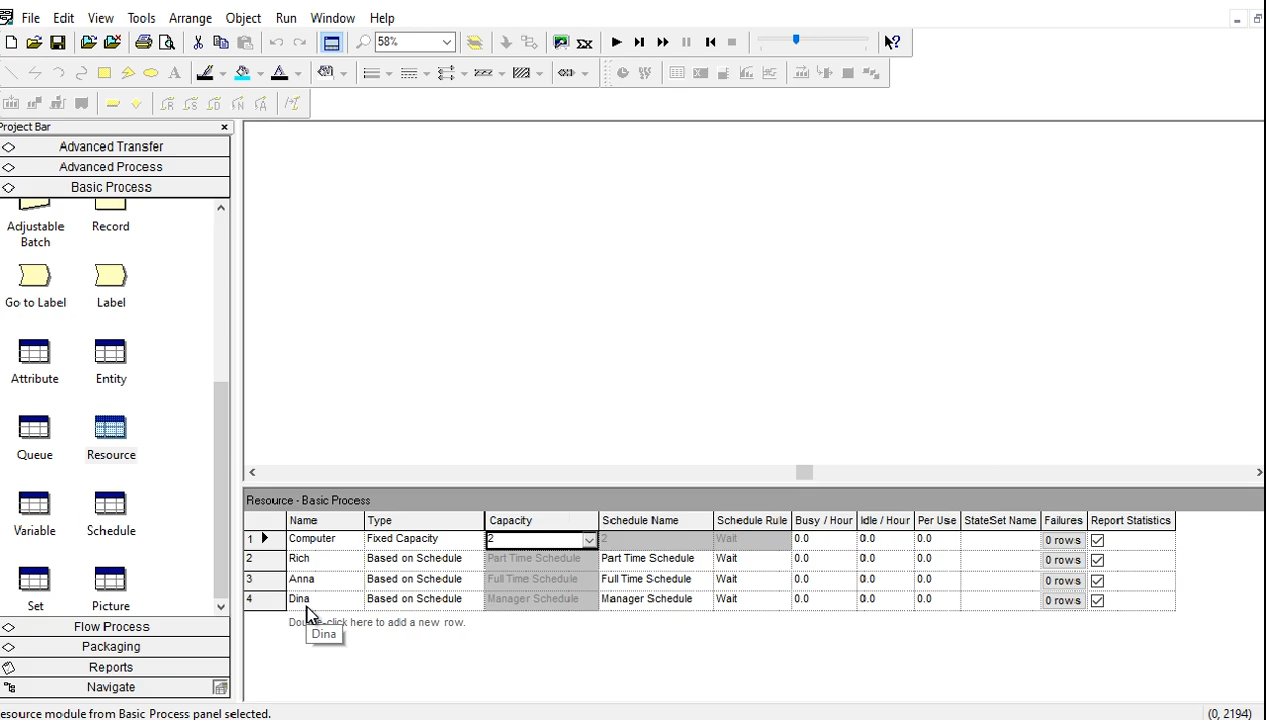 File Edit View Tools Arrange Object Run Window Help
58%
Project Bar
Advanced Transfer
Advanced Process
Basic Process
Adjustable Batch
Record
Go to Label
Label
Attribute
Entity
Queue
Resource
Variable
Schedule
Set
Picture
Flow Process
Packaging
Reports
Navigate
Resource - Basic Process
Name Type Capacity Schedule Name Schedule Rule Busy / Hour Idle / Hour Per Use StateSet Name Failures Report Statistics
1 Computer Fixed Capacity 2 2 Wait 0.0 0.0 0.0 0 rows
2 Rich Based on Schedule Part Time Schedule Part Time Schedule Wait 0.0 0.0 0.0 0 rows
3 Anna Based on Schedule Full Time Schedule Full Time Schedule Wait 0.0 0.0 0.0 0 rows
4 Dina Based on Schedule Manager Schedule Manager Schedule Wait 0.0 0.0 0.0 0 rows
click here to add a new row.
Dina
esource module from Basic Process panel selected.
(0, 2194)